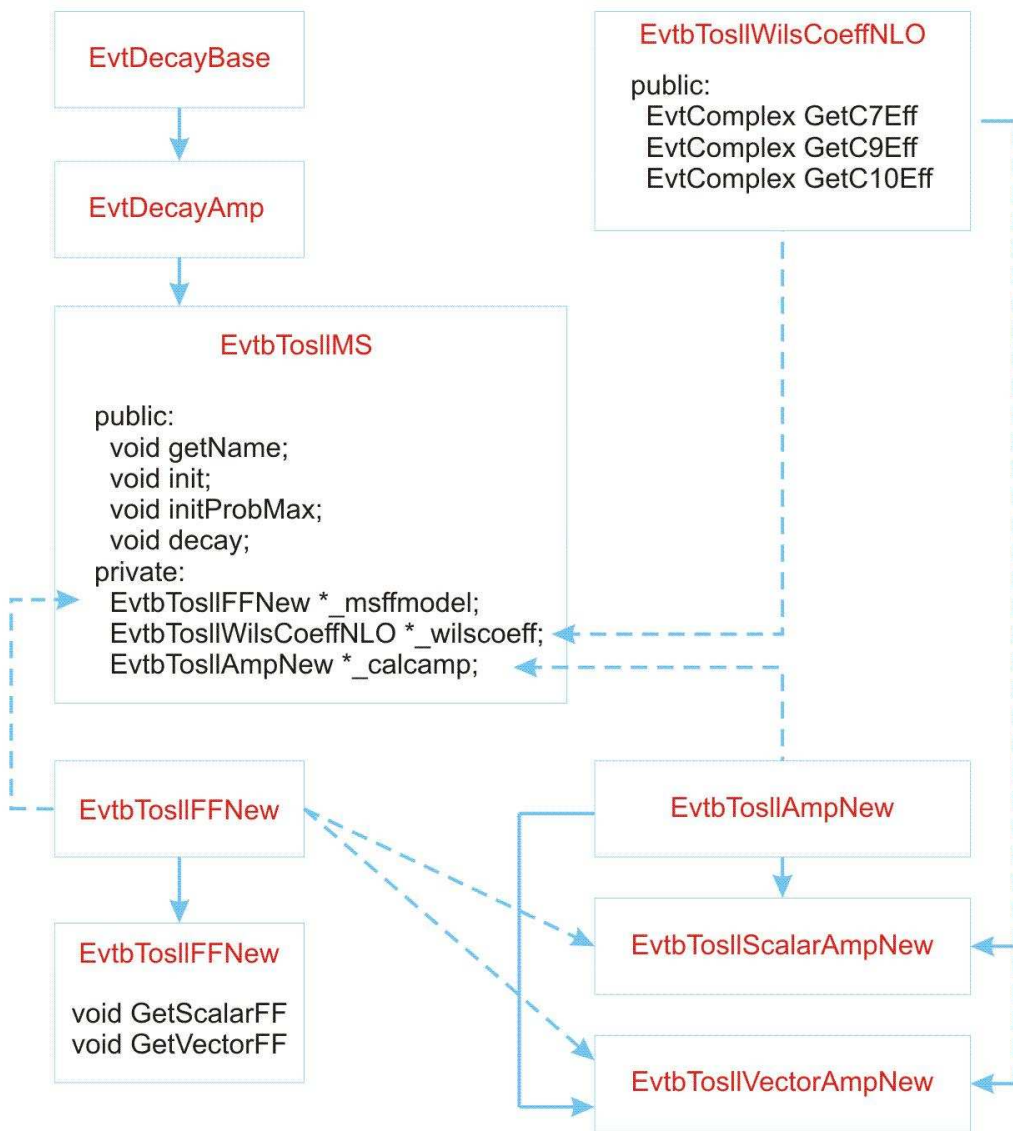 EvtDecayBase
EvtDecayAmp
EvtbTosllMS
public:
void getName;
void init;
void initProbMax;
void decay;
private:
EvtbTosllFFNew *_msffmodel;
EvtbTosllWilsCoeffNLO *_wilscoeff;
EvtbTosllAmpNew *_calcamp;
EvtbTosllFFNew
EvtbTosllFFNew
void GetScalarFF
void GetVectorFF
EvtbTosllWilsCoeffNLO
public:
EvtComplex GetC7Eff
EvtComplex GetC9Eff
EvtComplex GetC10Eff
EvtbTosllAmpNew
EvtbTosllScalarAmpNew
EvtbTosllVectorAmpNew